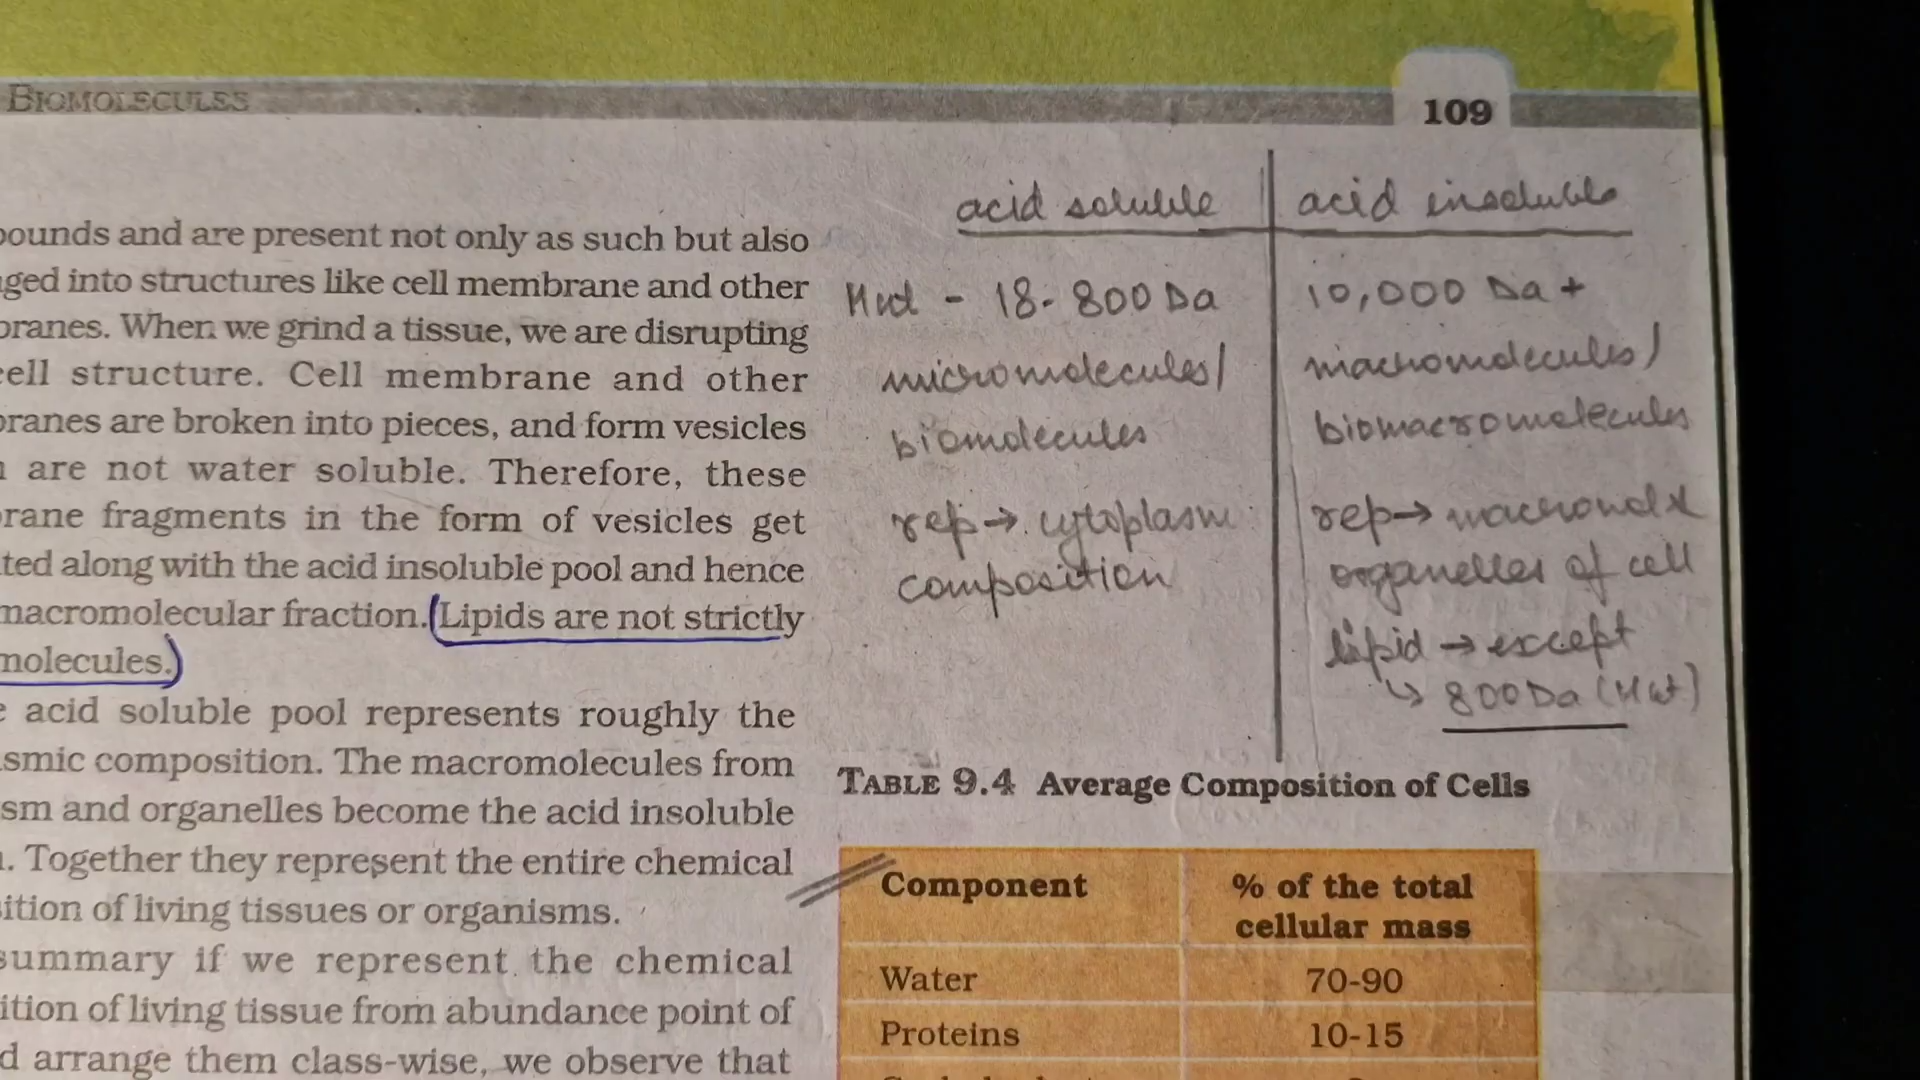 BIOMOLECULES
109
pounds and are present not only as such but also
ged into structures like cell membrane and other
branes. When we grind a tissue, we are disrupting
cell structure. Cell membrane and other
branes are broken into pieces, and form vesicles
are not water soluble. Therefore, these
brane fragments in the form of vesicles get
ted along with the acid insoluble pool and hence
macromolecular fraction. (Lipids are not strictly
molecules.)
e acid soluble pool represents roughly the
smic composition. The macromolecules from
sm and organelles become the acid insoluble
. Together they represent the entire chemical
ition of living tissues or organisms.
summary if we represent the chemical
ition of living tissue from abundance point of
d arrange them class-wise, we observe that
acid soluble
- 18-800 Da
micromolecules/
biomolecules
rep → cytoplasm
composition
acid insoluble
10,000 Da +
macromolecules/
biomacromolecules
rep →
organelles of cell
lipid → except
↳ 800 Da (Mwt)
TABLE 9.4 Average Composition of Cells
Component
% of the total
cellular mass
Water 70-90
Proteins 10-15